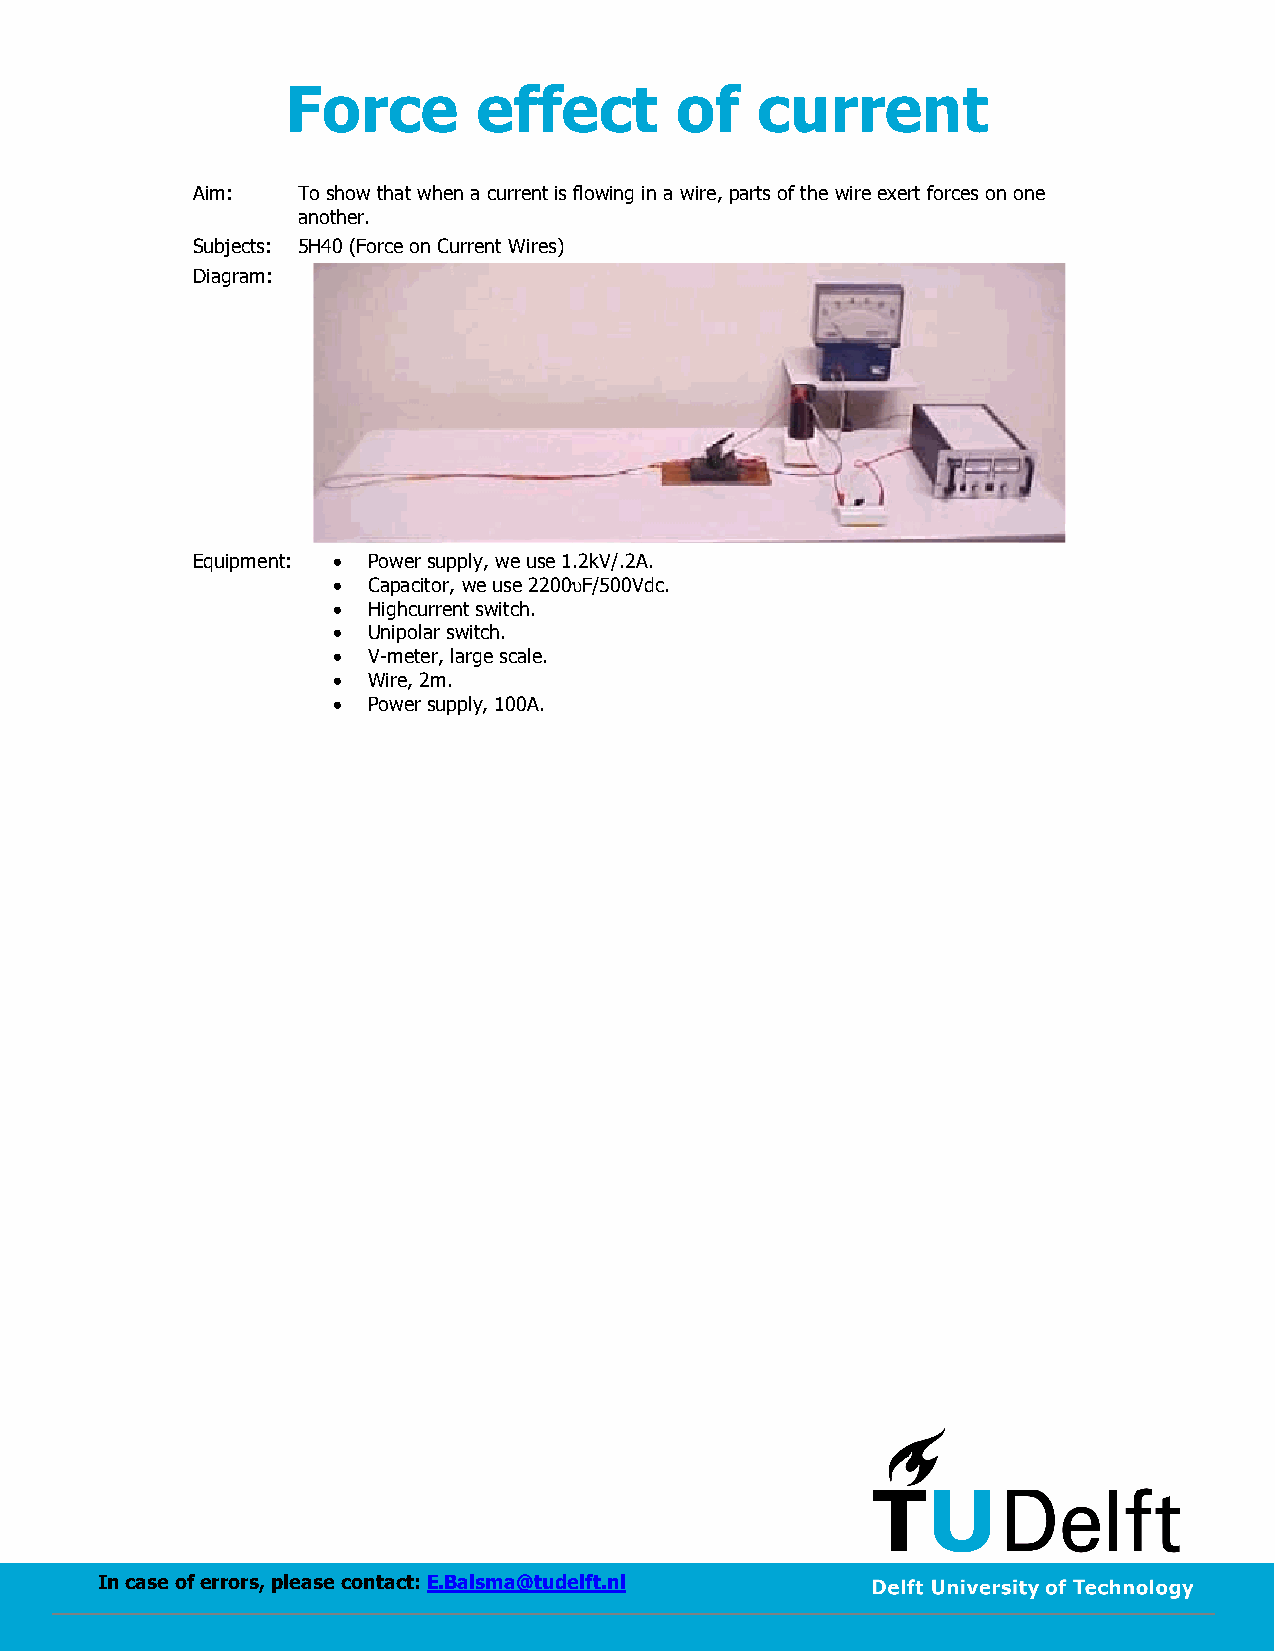 Force effect of current
Aim: To show that when a current is flowing in a wire, parts of the wire exert forces on one
another.
Subjects: 5H40 (Force on Current Wires)
Diagram:
Equipment: • Power supply, we use 1.2kV/.2A.
• Capacitor, we use 2200υF/500Vdc.
• Highcurrent switch.
• Unipolar switch.
• V-meter, large scale.
• Wire, 2m.
• Power supply, 100A.
TUDelft
In case of errors, please contact: E.Balsma@tudelft.nl
Delft University of Technology